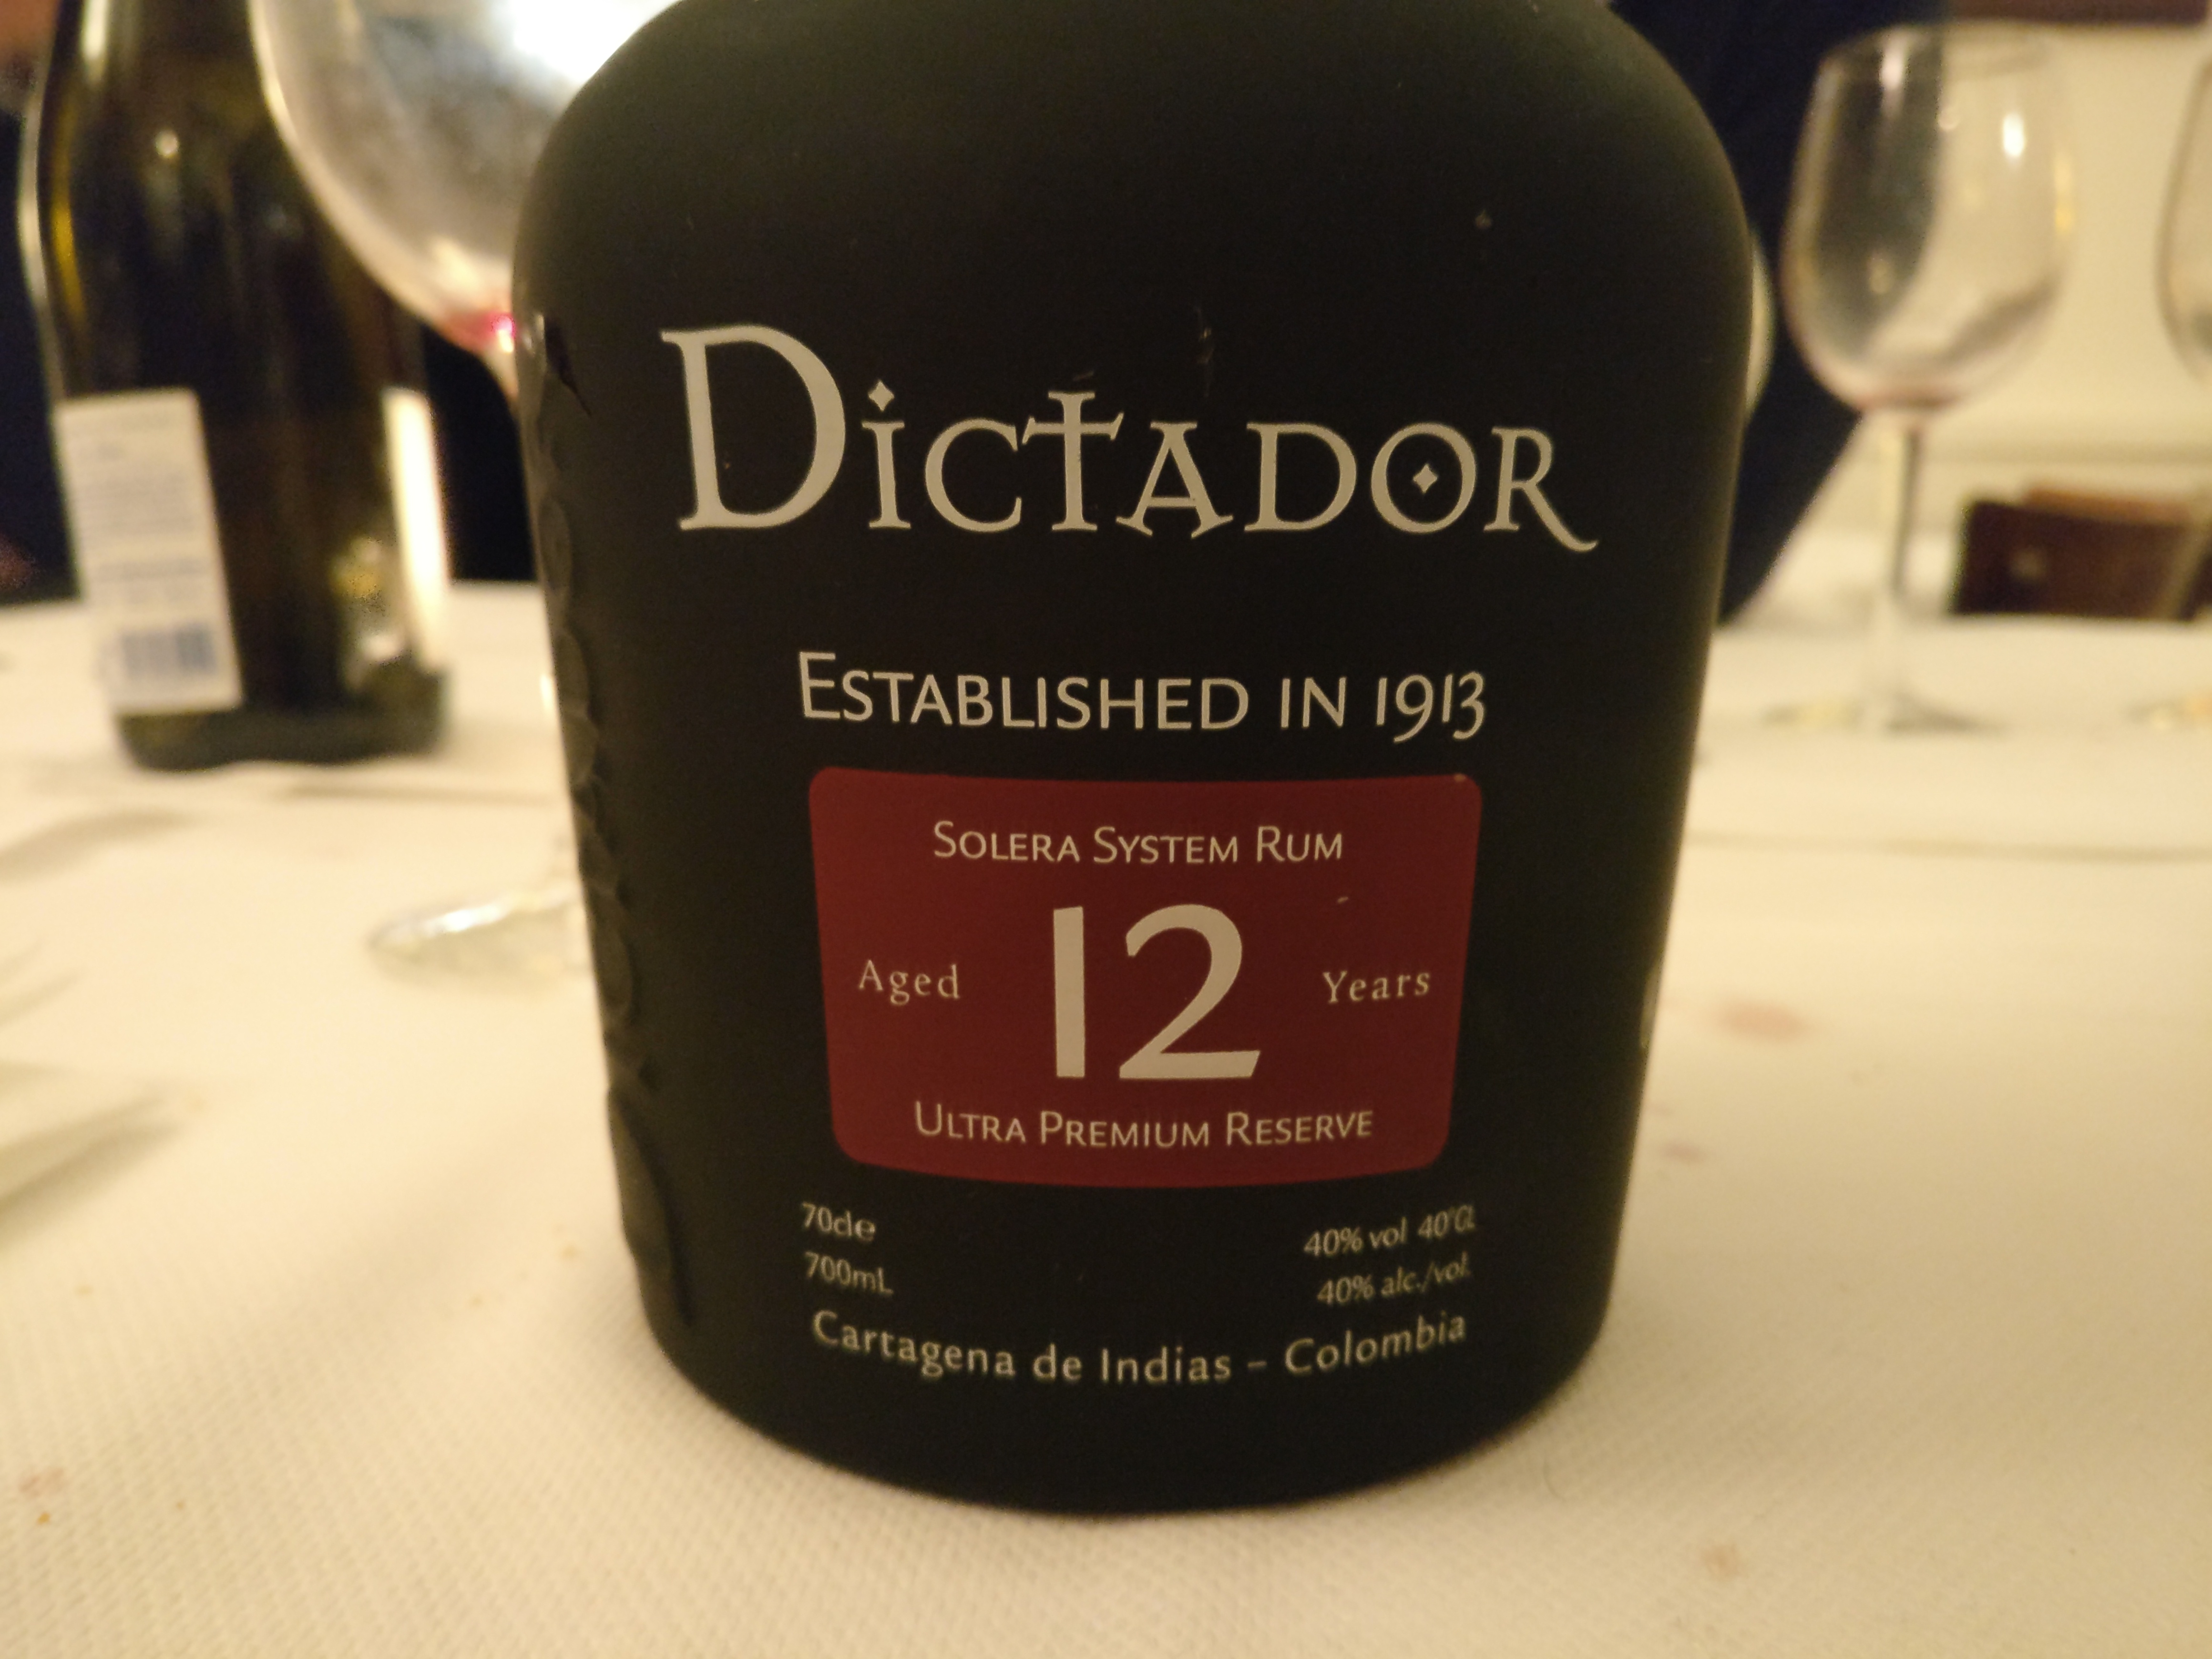 Dictador
Established in 1913
Solera System Rum
Aged 12 Years
Ultra Premium Reserve
70cle 40% vol 40°GL
700mL 40% alc./vol.
Cartagena de Indias – Colombia